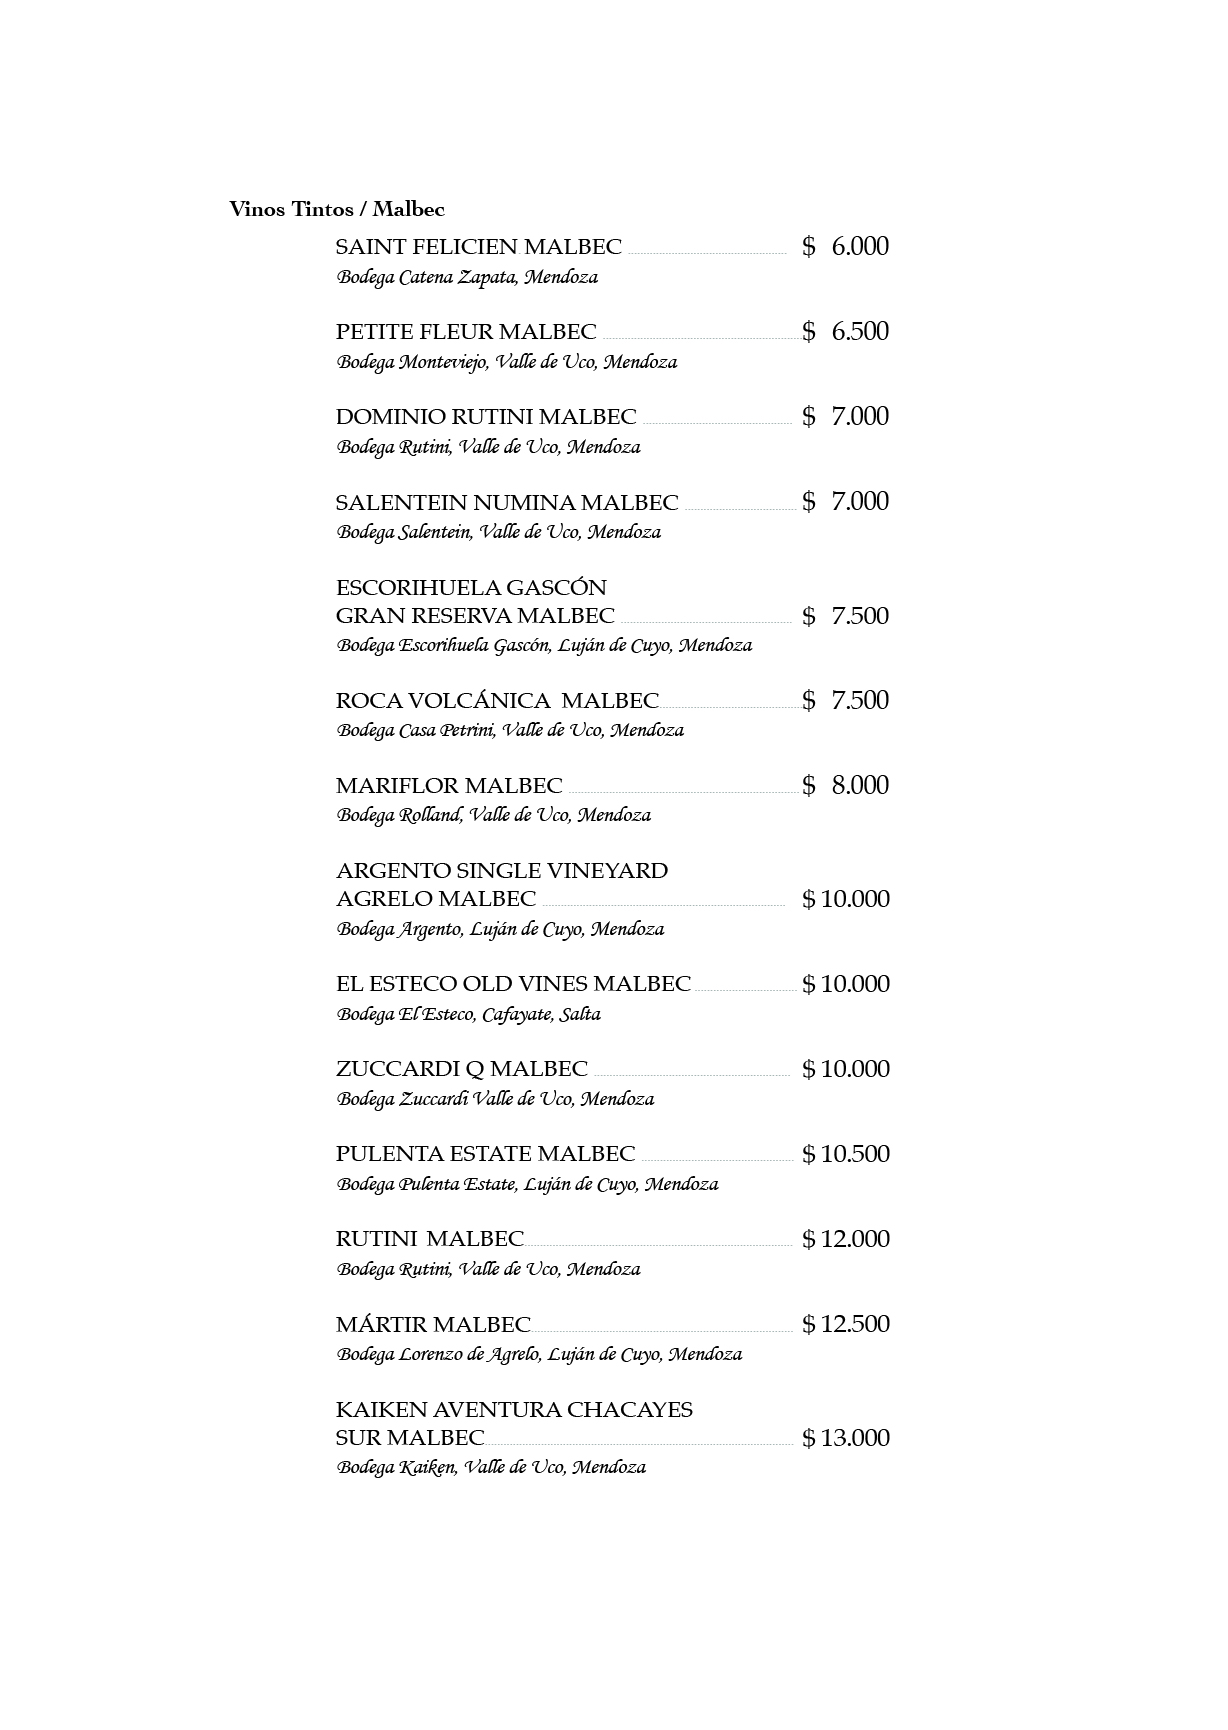 Vinos Tintos / Malbec
SAINT FELICIEN MALBEC $ 6.000
Bodega Catena Zapata, Mendoza
PETITE FLEUR MALBEC $ 6.500
Bodega Monteviejo, Valle de Uco, Mendoza
DOMINIO RUTINI MALBEC $ 7.000
Bodega Rutini, Valle de Uco, Mendoza
SALENTEIN NUMINA MALBEC $ 7.000
Bodega Salentein, Valle de Uco, Mendoza
ESCORIHUELA GASCÓN
GRAN RESERVA MALBEC $ 7.500
Bodega Escorihuela Gascón, Luján de Cuyo, Mendoza
ROCA VOLCÁNICA MALBEC $ 7.500
Bodega Casa Petrini, Valle de Uco, Mendoza
MARIFLOR MALBEC $ 8.000
Bodega Rolland, Valle de Uco, Mendoza
ARGENTO SINGLE VINEYARD
AGRELO MALBEC $ 10.000
Bodega Argento, Luján de Cuyo, Mendoza
EL ESTECO OLD VINES MALBEC $ 10.000
Bodega El Esteco, Cafayate, Salta
ZUCCARDI Q MALBEC $ 10.000
Bodega Zuccardi Valle de Uco, Mendoza
PULENTA ESTATE MALBEC $ 10.500
Bodega Pulenta Estate, Luján de Cuyo, Mendoza
RUTINI MALBEC $ 12.000
Bodega Rutini, Valle de Uco, Mendoza
MÁRTIR MALBEC $ 12.500
Bodega Lorenzo de Agrelo, Luján de Cuyo, Mendoza
KAIKEN AVENTURA CHACAYES
SUR MALBEC $ 13.000
Bodega Kaiken, Valle de Uco, Mendoza